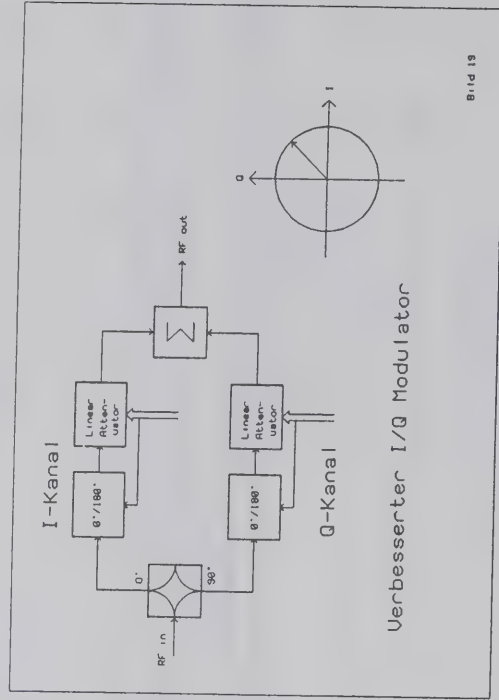 I-Kanal
0°/180°
Linear
Atten-
uator
0°
90°
RF in
Σ
RF out
0°/180°
Linear
Atten-
uator
Q-Kanal
Q
I
Verbesserter I/Q Modulator
Bild 19